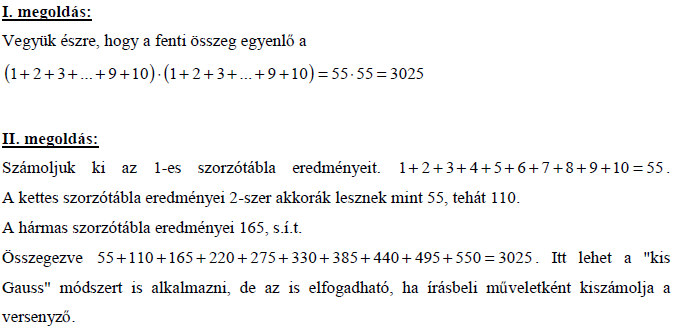 I. megoldás:
Vegyük észre, hogy a fenti összeg egyenlő a
(1+2+3+...+9+10)·(1+2+3+...+9+10)=55·55=3025
II. megoldás:
Számoljuk ki az 1-es szorzótábla eredményeit. 1+2+3+4+5+6+7+8+9+10=55.
A kettes szorzótábla eredményei 2-szer akkorák lesznek mint 55, tehát 110.
A hármas szorzótábla eredményei 165, s.í.t.
Összegezve 55+110+165+220+275+330+385+440+495+550=3025. Itt lehet a "kis
Gauss" módszert is alkalmazni, de az is elfogadható, ha írásbeli műveletként kiszámolja a
versenyző.